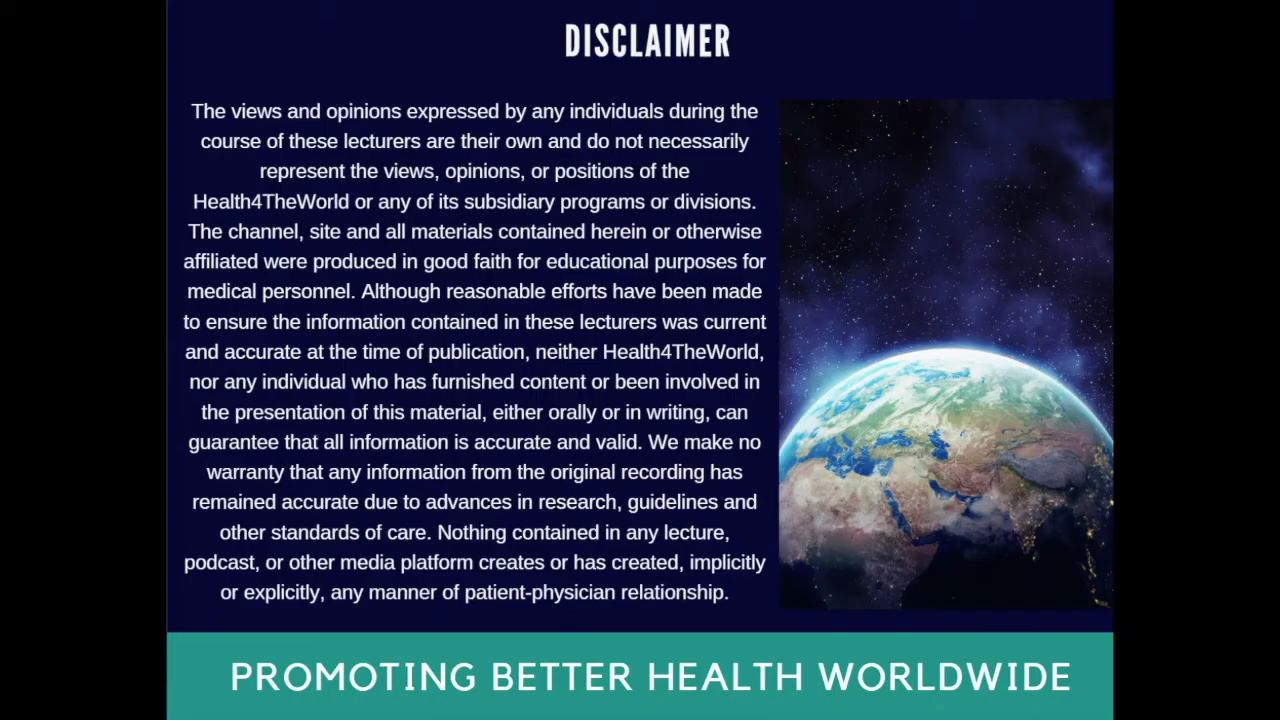 DISCLAIMER
The views and opinions expressed by any individuals during the
course of these lecturers are their own and do not necessarily
represent the views, opinions, or positions of the
Health4TheWorld or any of its subsidiary programs or divisions.
The channel, site and all materials contained herein or otherwise
affiliated were produced in good faith for educational purposes for
medical personnel. Although reasonable efforts have been made
to ensure the information contained in these lecturers was current
and accurate at the time of publication, neither Health4TheWorld,
nor any individual who has furnished content or been involved in
the presentation of this material, either orally or in writing, can
guarantee that all information is accurate and valid. We make no
warranty that any information from the original recording has
remained accurate due to advances in research, guidelines and
other standards of care. Nothing contained in any lecture,
podcast, or other media platform creates or has created, implicitly
or explicitly, any manner of patient-physician relationship.
PROMOTING BETTER HEALTH WORLDWIDE